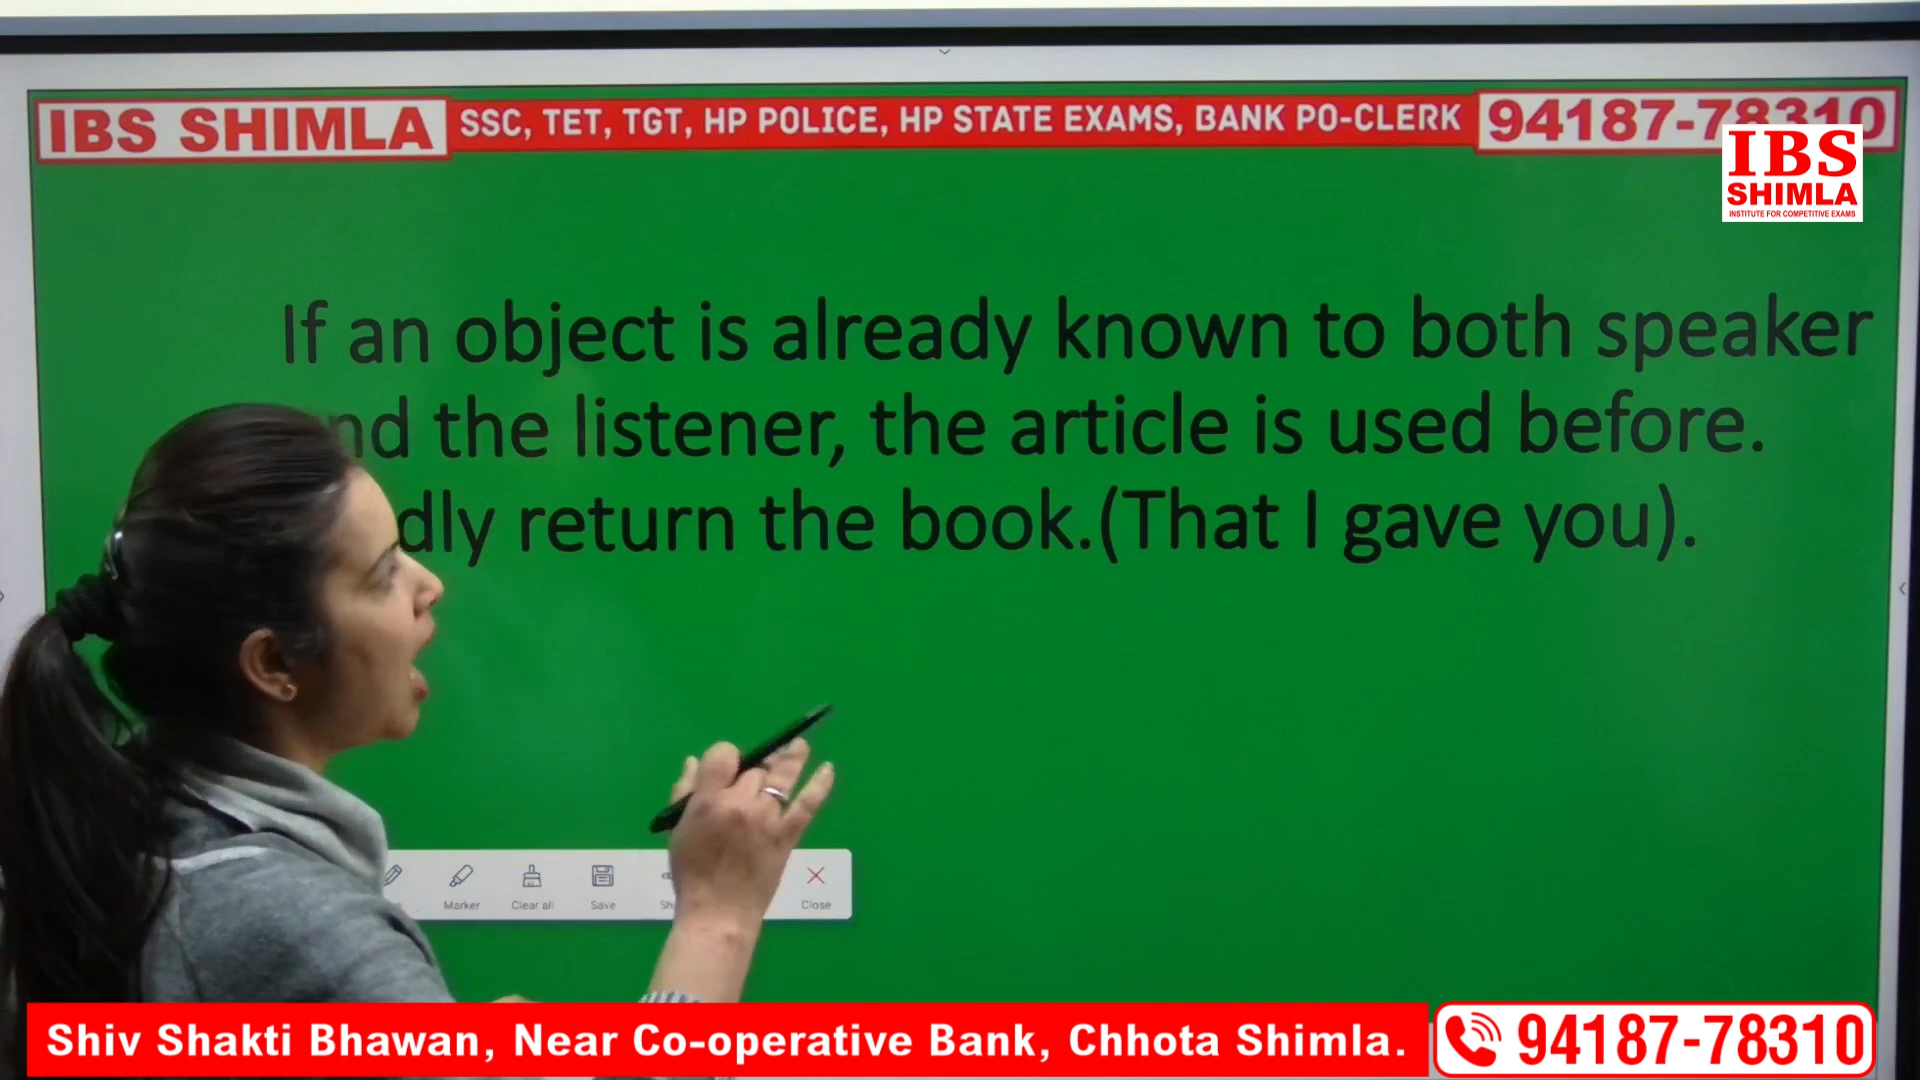 IBS SHIMLA SSC, TET, TGT, HP POLICE, HP STATE EXAMS, BANK PO-CLERK 94187-78310
IBS
SHIMLA
INSTITUTE FOR COMPETITIVE EXAMS
If an object is already known to both speaker
nd the listener, the article is used before.
dly return the book.(That I gave you).
Marker Clear all Save Close
Shiv Shakti Bhawan, Near Co-operative Bank, Chhota Shimla. 94187-78310